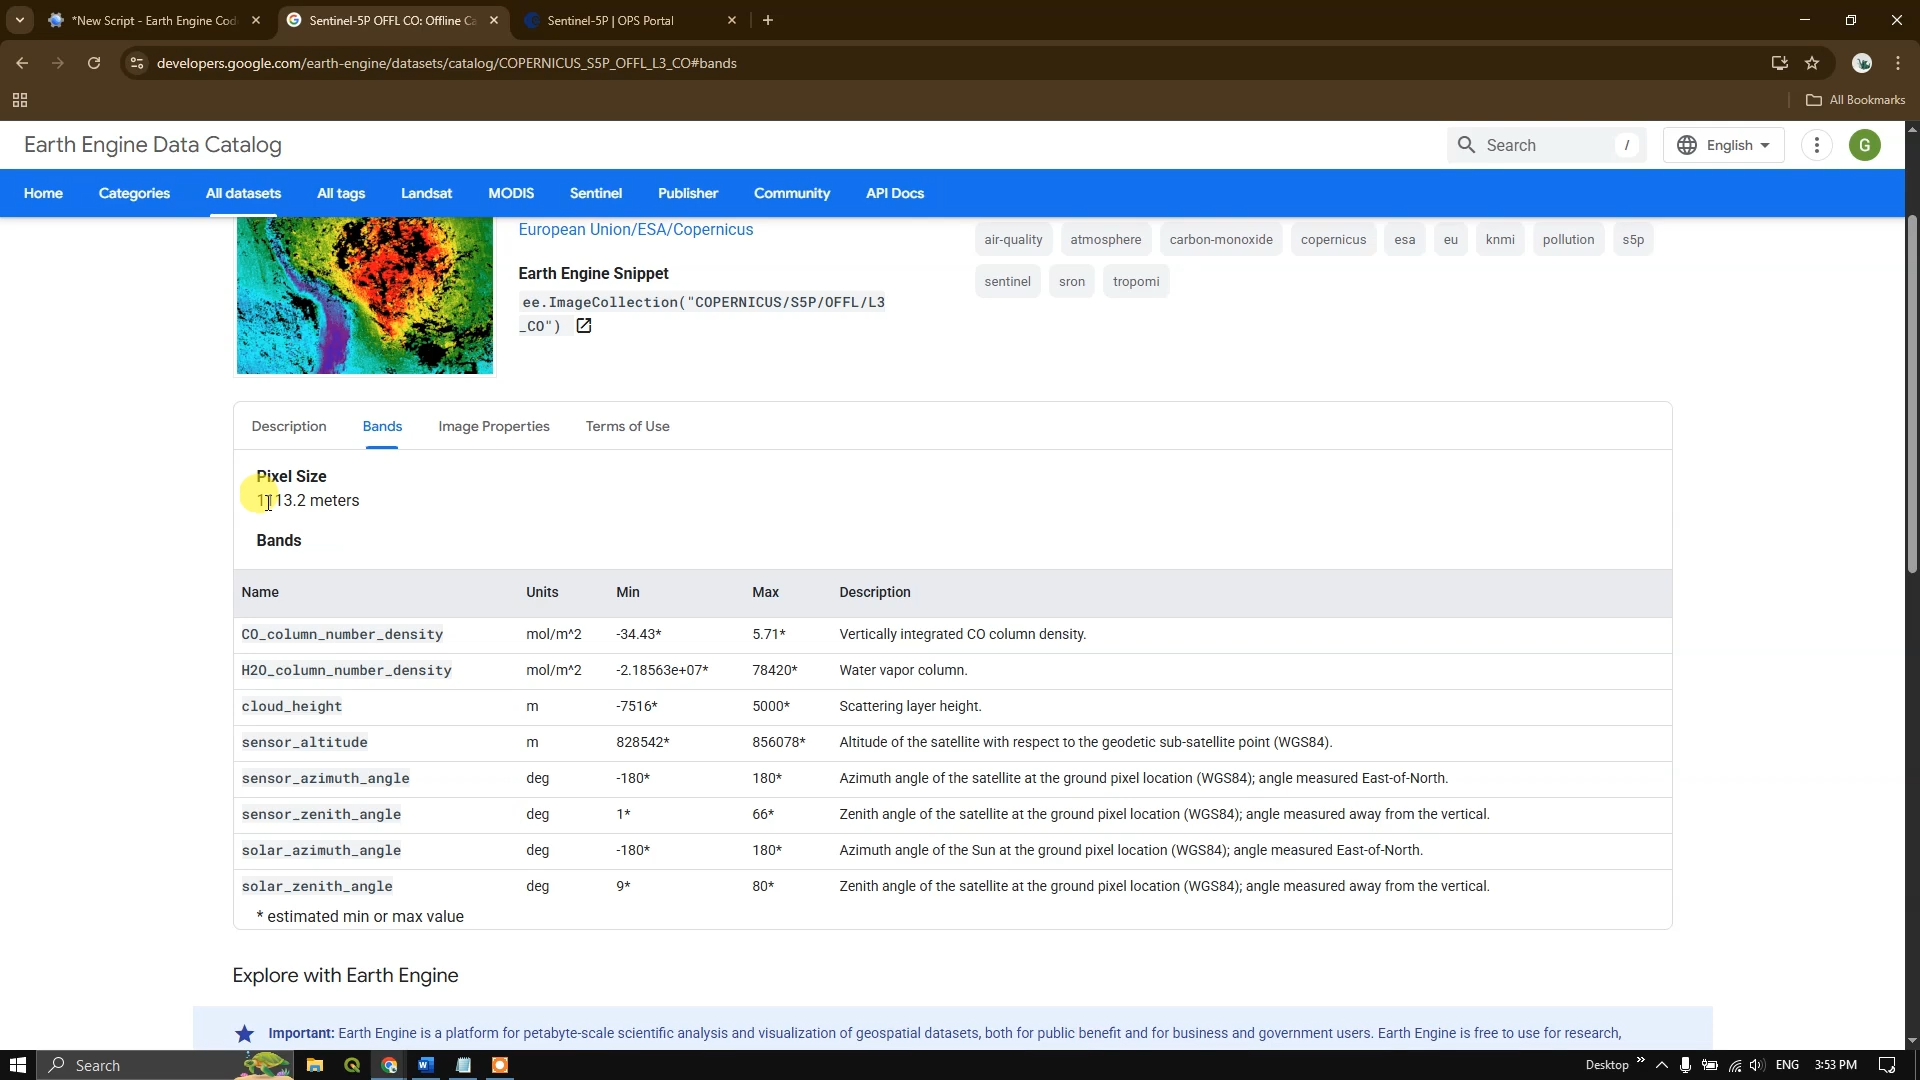 *New Script - Earth Engine Cod
Sentinel-5P OFFL CO: Offline Ca
Sentinel-5P | OPS Portal
developers.google.com/earth-engine/datasets/catalog/COPERNICUS_S5P_OFFL_L3_CO#bands
All Bookmarks
Earth Engine Data Catalog
Search
/
English
G
Home
Categories
All datasets
All tags
Landsat
MODIS
Sentinel
Publisher
Community
API Docs
European Union/ESA/Copernicus
air-quality
atmosphere
carbon-monoxide
copernicus
esa
eu
knmi
pollution
s5p
Earth Engine Snippet
sentinel
sron
tropomi
ee.ImageCollection("COPERNICUS/S5P/OFFL/L3
_CO")
Description
Bands
Image Properties
Terms of Use
Pixel Size
1113.2 meters
Bands
Name Units Min Max Description
CO_column_number_density mol/m^2 -34.43* 5.71* Vertically integrated CO column density.
H2O_column_number_density mol/m^2 -2.18563e+07* 78420* Water vapor column.
cloud_height m -7516* 5000* Scattering layer height.
sensor_altitude m 828542* 856078* Altitude of the satellite with respect to the geodetic sub-satellite point (WGS84).
sensor_azimuth_angle deg -180* 180* Azimuth angle of the satellite at the ground pixel location (WGS84); angle measured East-of-North.
sensor_zenith_angle deg 1* 66* Zenith angle of the satellite at the ground pixel location (WGS84); angle measured away from the vertical.
solar_azimuth_angle deg -180* 180* Azimuth angle of the Sun at the ground pixel location (WGS84); angle measured East-of-North.
solar_zenith_angle deg 9* 80* Zenith angle of the satellite at the ground pixel location (WGS84); angle measured away from the vertical.
* estimated min or max value
Explore with Earth Engine
Important: Earth Engine is a platform for petabyte-scale scientific analysis and visualization of geospatial datasets, both for public benefit and for business and government users. Earth Engine is free to use for research,
Search
Desktop
ENG
3:53 PM